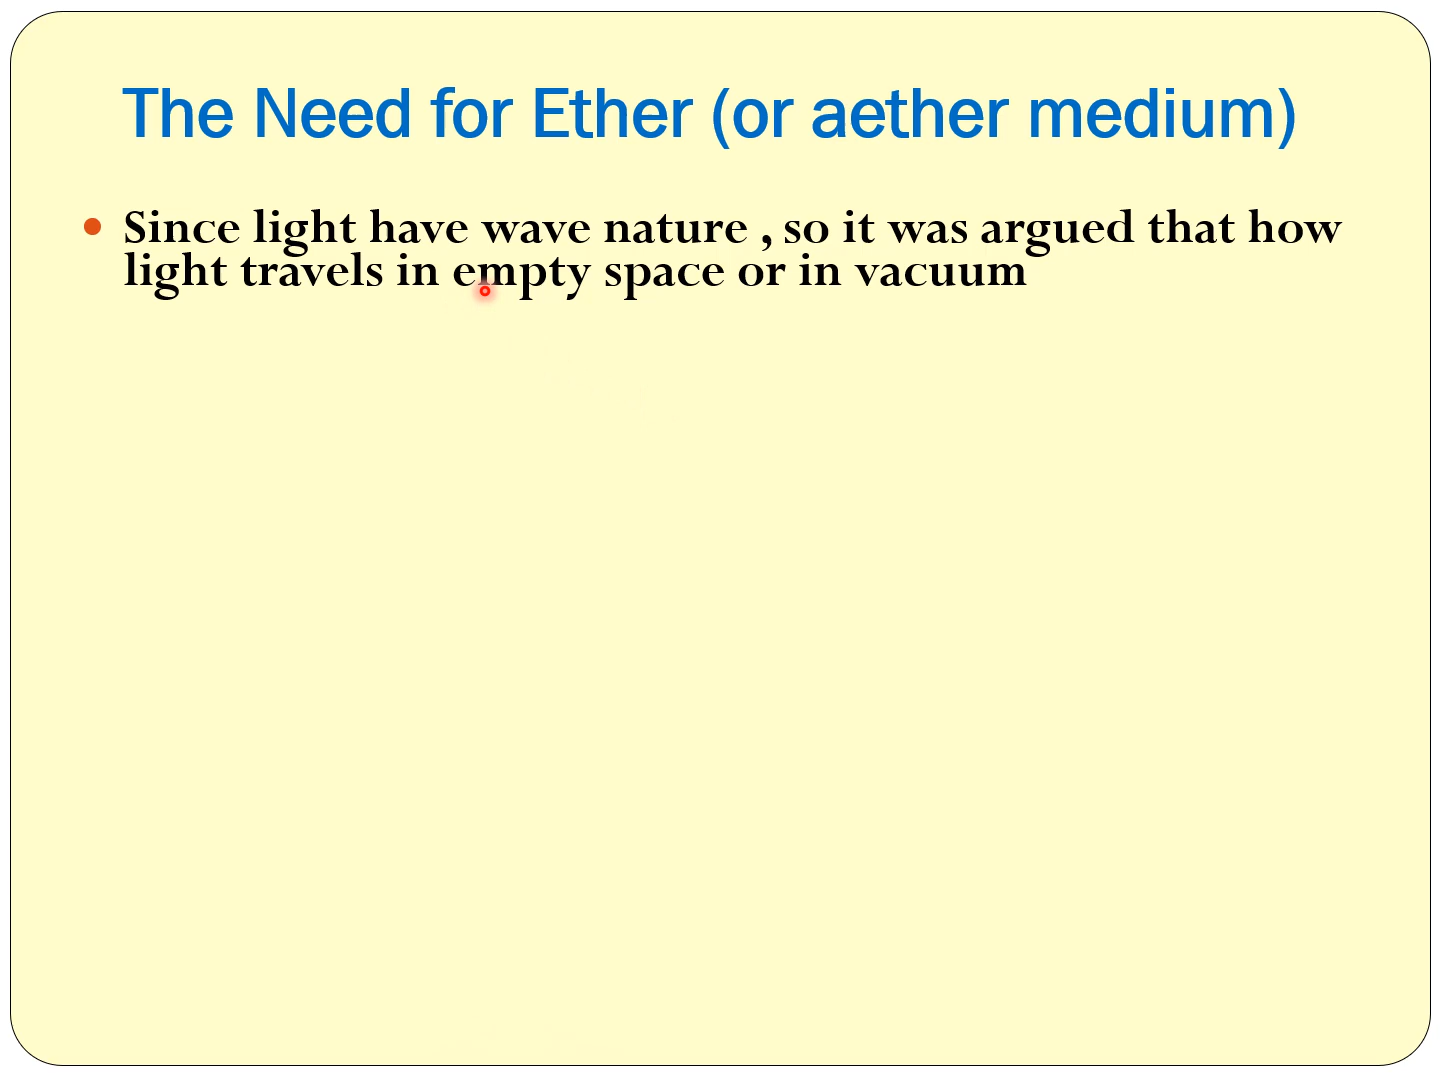 The Need for Ether (or aether medium)
Since light have wave nature , so it was argued that how
light travels in empty space or in vacuum